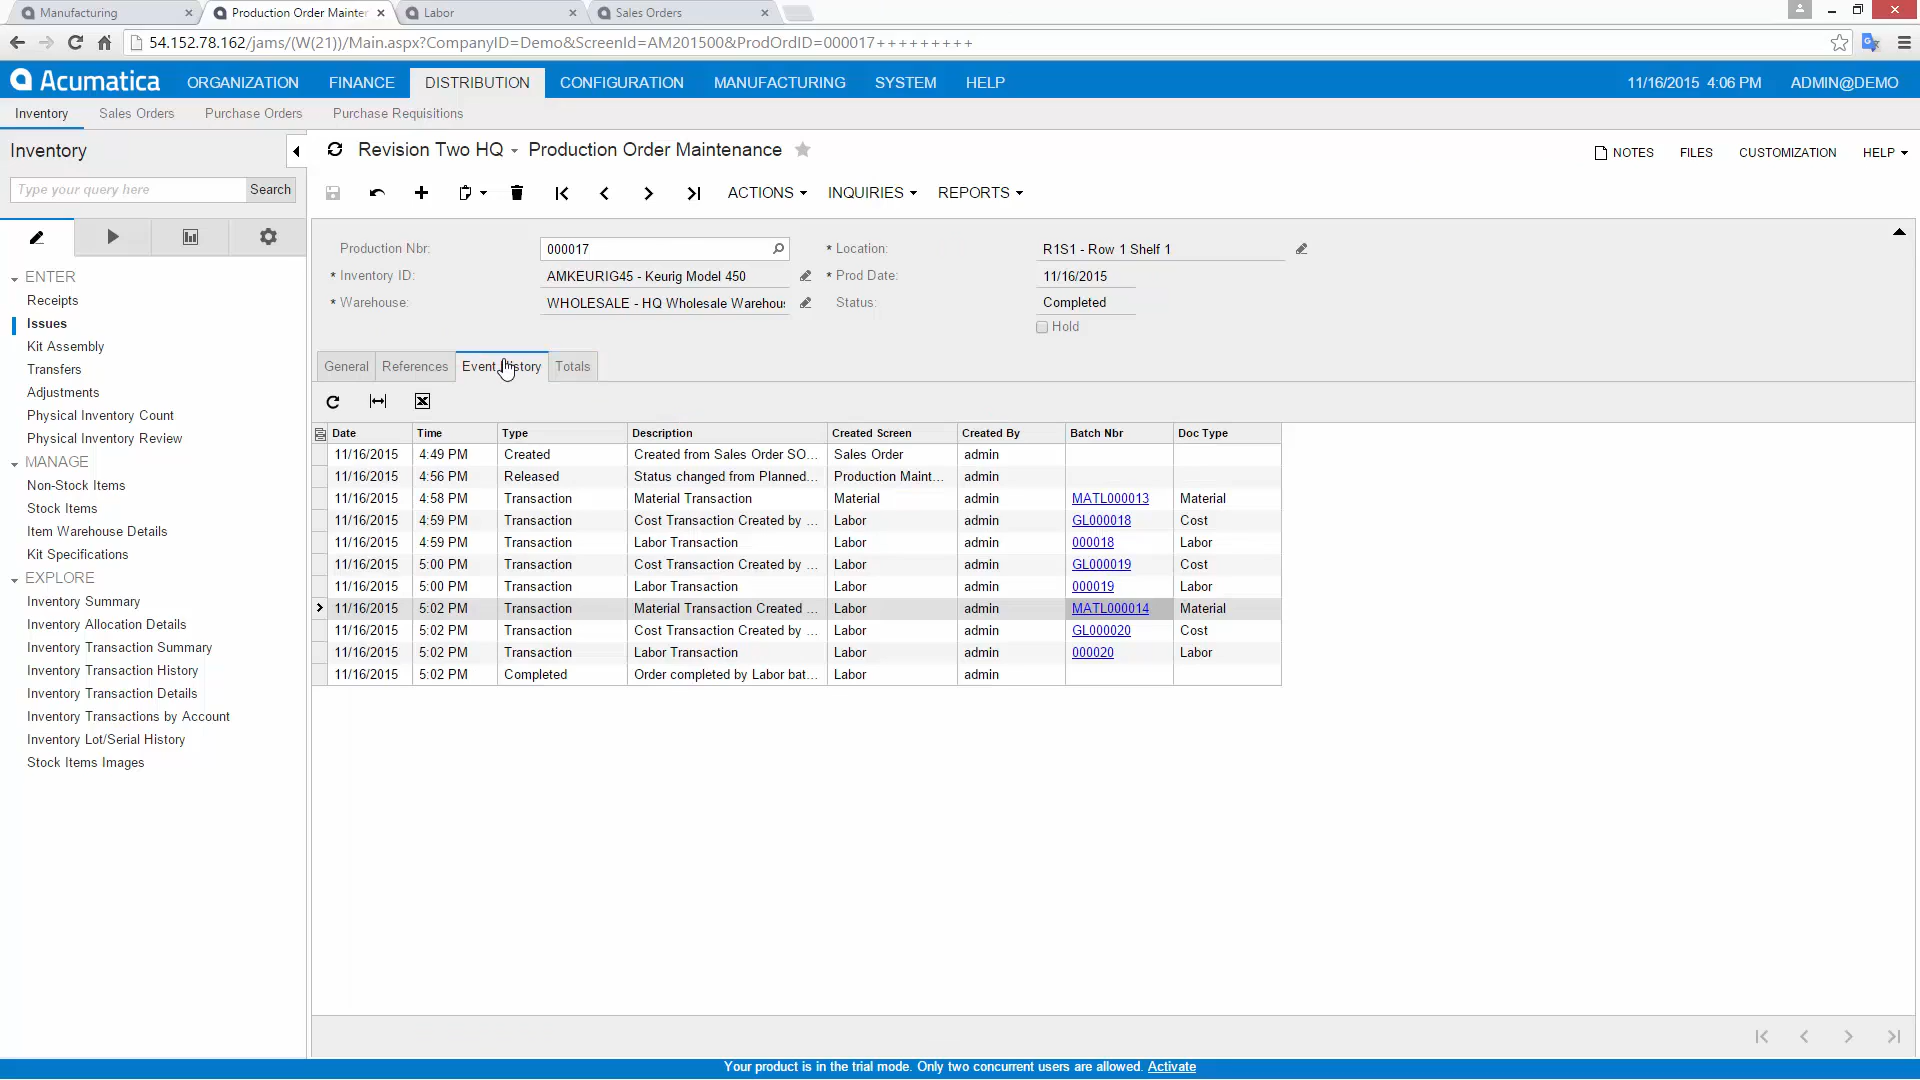 Manufacturing
Production Order Mainter
Labor
Sales Orders
54.152.78.162/jams/(W(21))/Main.aspx?CompanyID=Demo&ScreenId=AM201500&ProdOrdID=000017+++++++++
Acumatica ORGANIZATION FINANCE DISTRIBUTION CONFIGURATION MANUFACTURING SYSTEM HELP 11/16/2015 4:06 PM ADMIN@DEMO
Inventory Sales Orders Purchase Orders Purchase Requisitions
Inventory
Type your query here Search
ENTER
Receipts
Issues
Kit Assembly
Transfers
Adjustments
Physical Inventory Count
Physical Inventory Review
MANAGE
Non-Stock Items
Stock Items
Item Warehouse Details
Kit Specifications
EXPLORE
Inventory Summary
Inventory Allocation Details
Inventory Transaction Summary
Inventory Transaction History
Inventory Transaction Details
Inventory Transactions by Account
Inventory Lot/Serial History
Stock Items Images
Revision Two HQ Production Order Maintenance
NOTES FILES CUSTOMIZATION HELP
ACTIONS INQUIRIES REPORTS
Production Nbr: 000017 * Location: R1S1 - Row 1 Shelf 1
* Inventory ID: AMKEURIG45 - Keurig Model 450 * Prod Date: 11/16/2015
* Warehouse: WHOLESALE - HQ Wholesale Warehou Status: Completed
Hold
General References Event History Totals
Date Time Type Description Created Screen Created By Batch Nbr Doc Type
11/16/2015 4:49 PM Created Created from Sales Order SO... Sales Order admin
11/16/2015 4:56 PM Released Status changed from Planned... Production Maint... admin
11/16/2015 4:58 PM Transaction Material Transaction Material admin MATL000013 Material
11/16/2015 4:59 PM Transaction Cost Transaction Created by ... Labor admin GL000018 Cost
11/16/2015 4:59 PM Transaction Labor Transaction Labor admin 000018 Labor
11/16/2015 5:00 PM Transaction Cost Transaction Created by ... Labor admin GL000019 Cost
11/16/2015 5:00 PM Transaction Labor Transaction Labor admin 000019 Labor
11/16/2015 5:02 PM Transaction Material Transaction Created ... Labor admin MATL000014 Material
11/16/2015 5:02 PM Transaction Cost Transaction Created by ... Labor admin GL000020 Cost
11/16/2015 5:02 PM Transaction Labor Transaction Labor admin 000020 Labor
11/16/2015 5:02 PM Completed Order completed by Labor bat... Labor admin
Your product is in the trial mode. Only two concurrent users are allowed. Activate